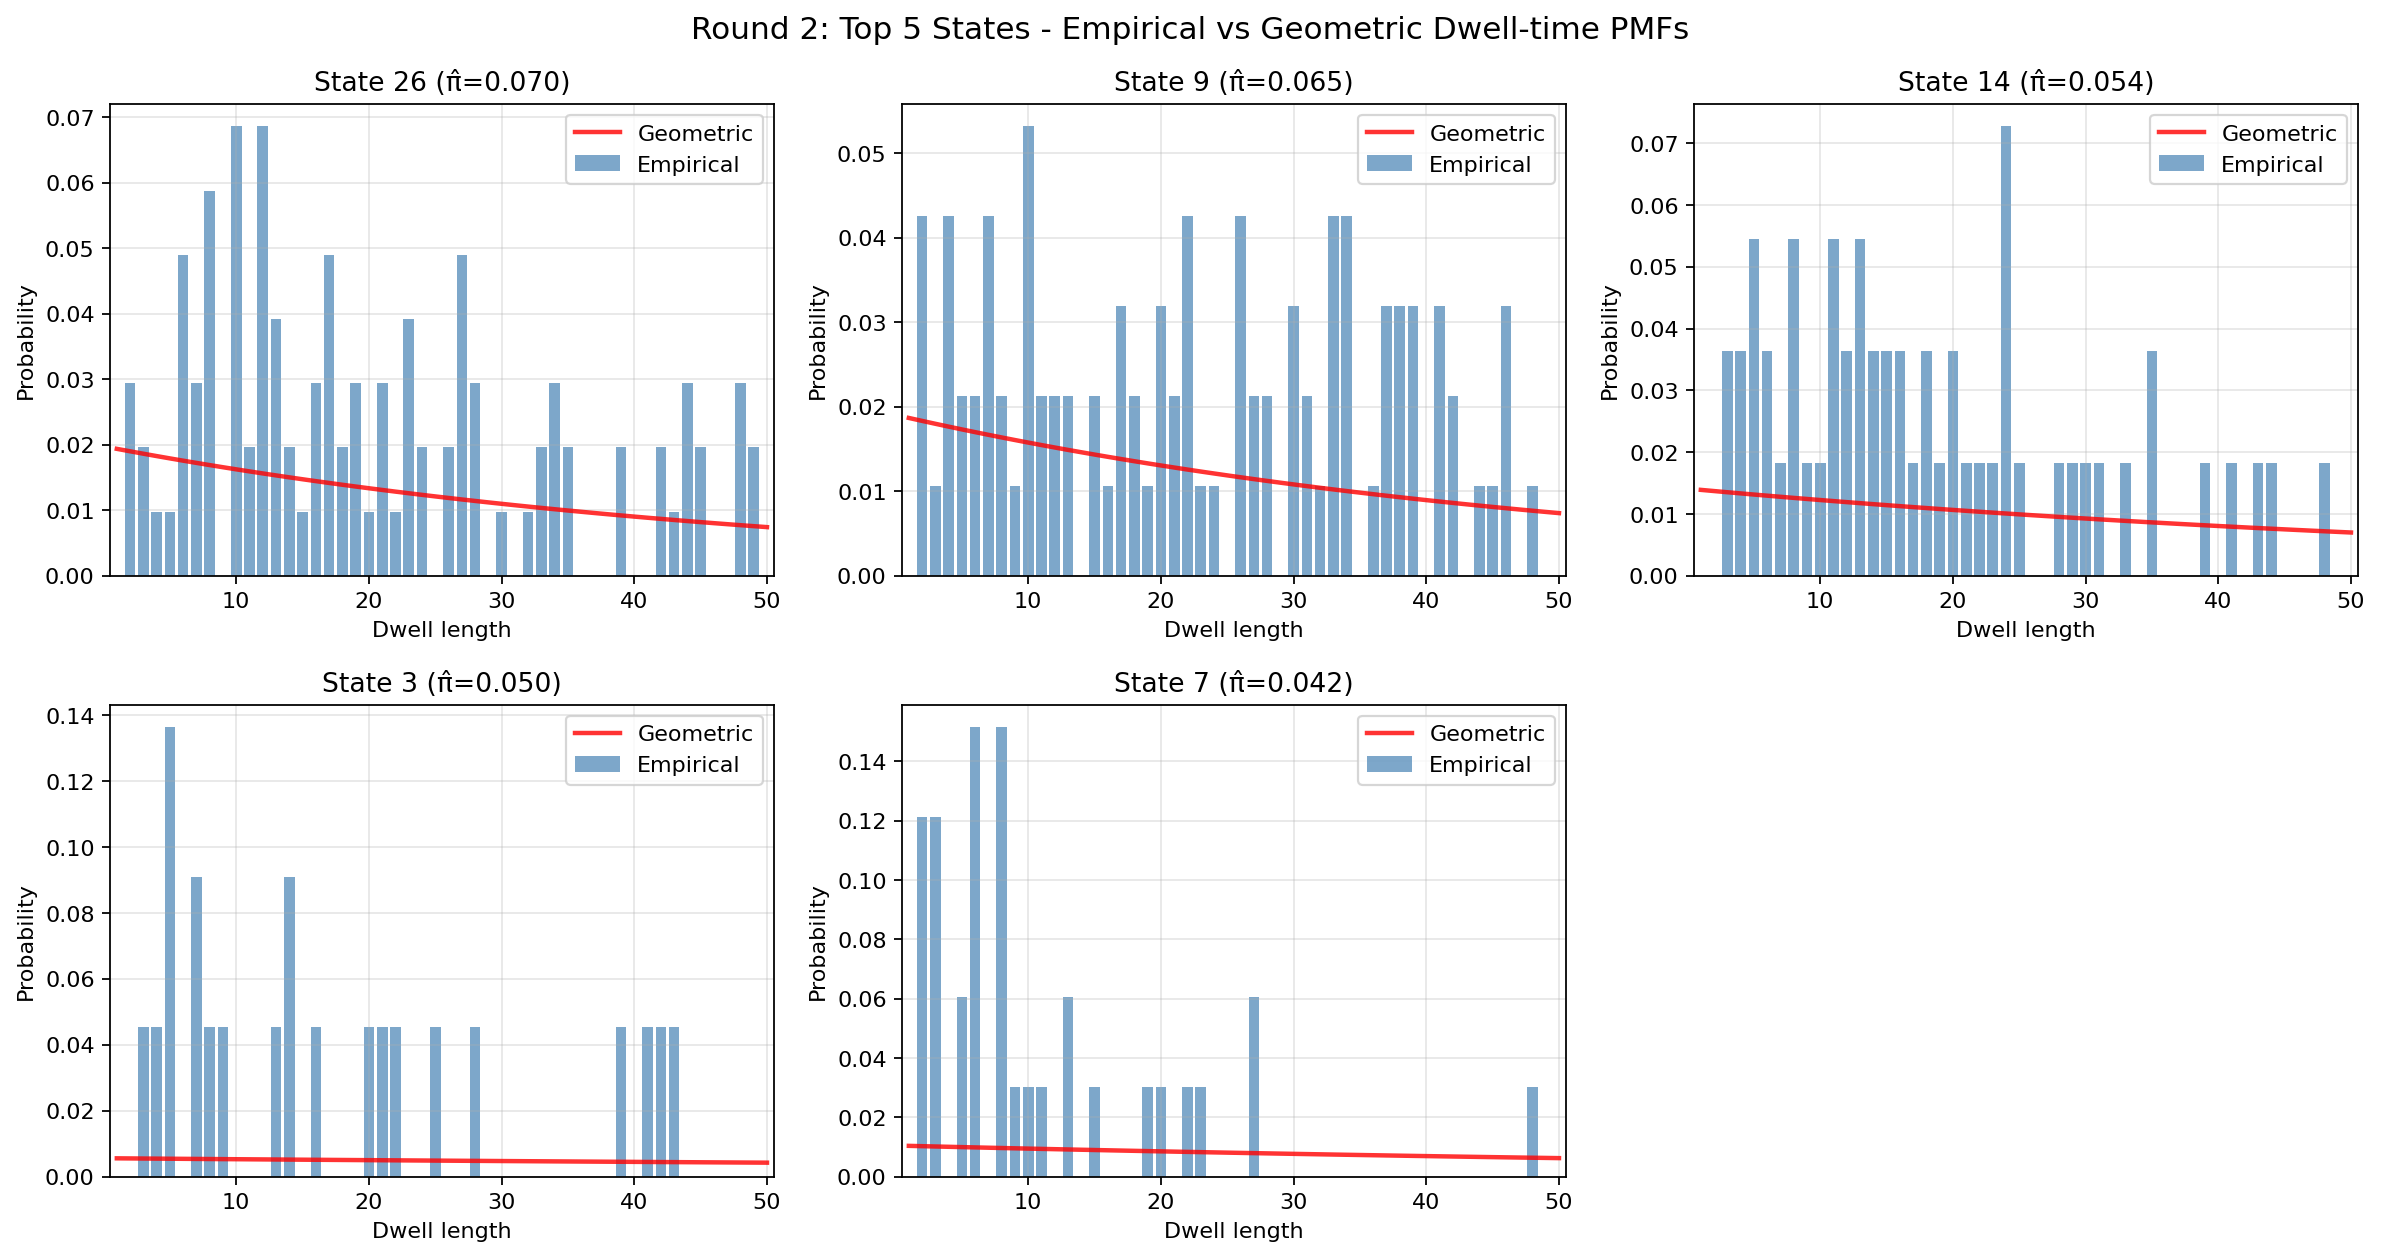 Round 2: Top 5 States - Empirical vs Geometric Dwell-time PMFs
State 26 (π̂=0.070)
0.07
0.06
0.05
0.04
0.03
0.02
0.01
0.00
Probability
Geometric
Empirical
10 20 30 40 50
Dwell length
State 9 (π̂=0.065)
0.05
0.04
0.03
0.02
0.01
0.00
Probability
Geometric
Empirical
10 20 30 40 50
Dwell length
State 14 (π̂=0.054)
0.07
0.06
0.05
0.04
0.03
0.02
0.01
0.00
Probability
Geometric
Empirical
10 20 30 40 50
Dwell length
State 3 (π̂=0.050)
0.14
0.12
0.10
0.08
0.06
0.04
0.02
0.00
Probability
Geometric
Empirical
10 20 30 40 50
Dwell length
State 7 (π̂=0.042)
0.14
0.12
0.10
0.08
0.06
0.04
0.02
0.00
Probability
Geometric
Empirical
10 20 30 40 50
Dwell length